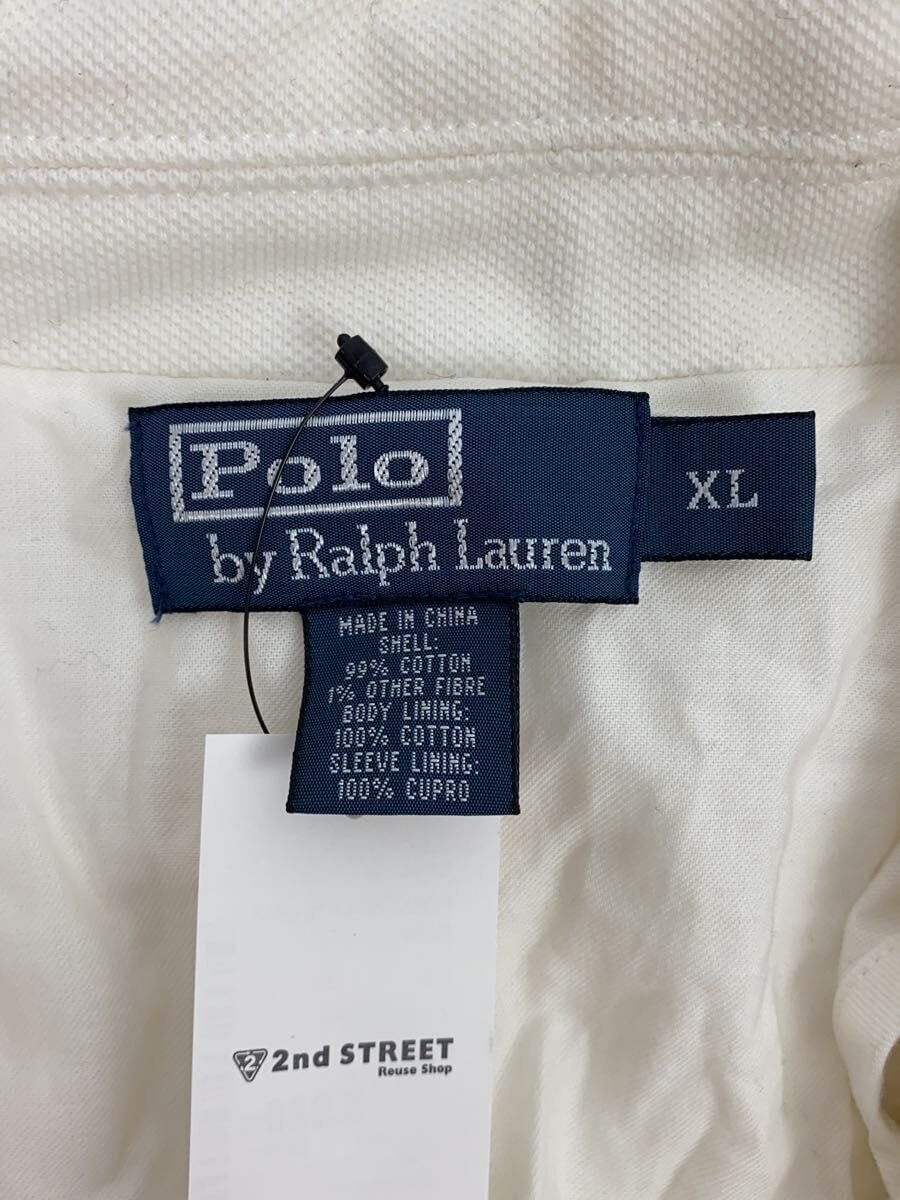 Polo
by Ralph Lauren
XL
MADE IN CHINA
SHELL:
99% COTTON
1% OTHER FIBRE
BODY LINING:
100% COTTON
SLEEVE LINING:
100% CUPRO
2
2nd STREET
Reuse Shop